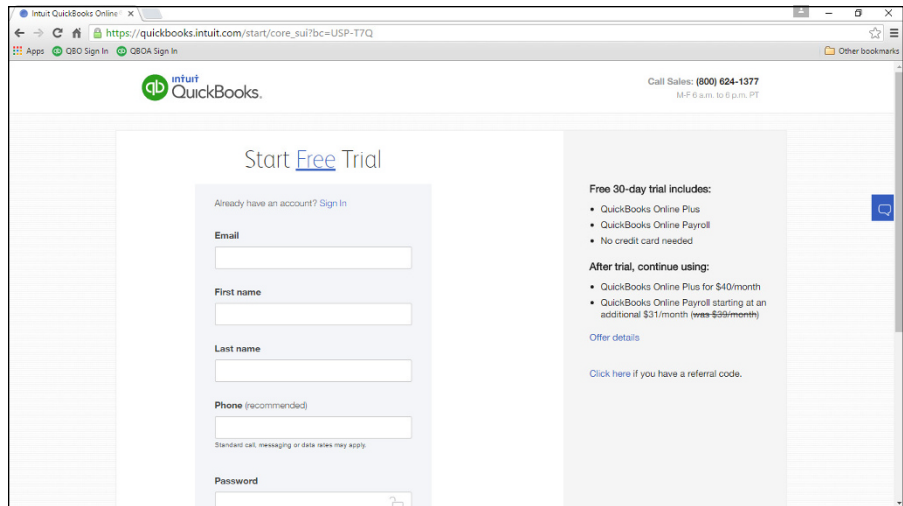 Intuit QuickBooks Online
https://quickbooks.intuit.com/start/core_sui?bc=USP-T7Q
Apps QBO Sign In QBOA Sign In Other bookmarks
qb intuit QuickBooks.
Call Sales: (800) 624-1377
M-F 6 a.m. to 6 p.m. PT
Start Free Trial
Already have an account? Sign In
Email
First name
Last name
Phone (recommended)
Standard call, messaging or data rates may apply.
Password
Free 30-day trial includes:
• QuickBooks Online Plus
• QuickBooks Online Payroll
• No credit card needed
After trial, continue using:
• QuickBooks Online Plus for $40/month
• QuickBooks Online Payroll starting at an
additional $31/month (was $39/month)
Offer details
Click here if you have a referral code.